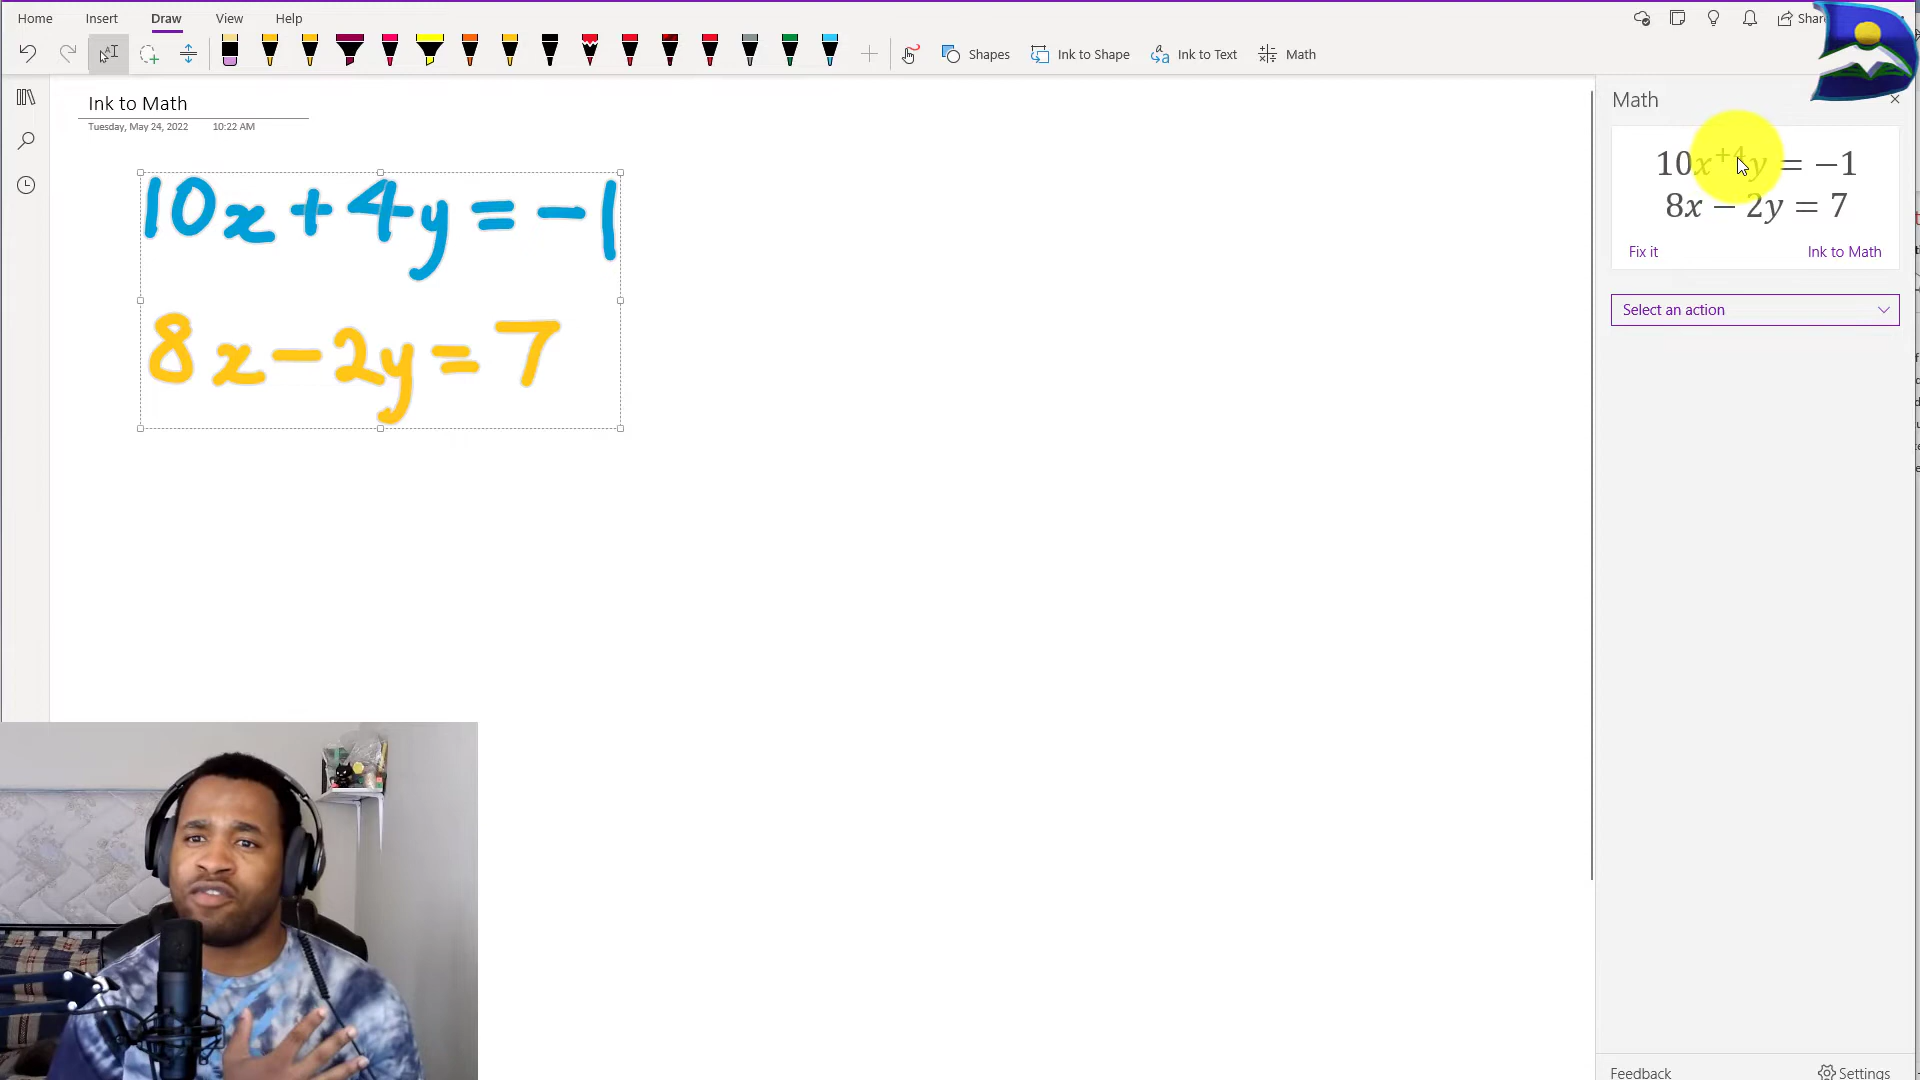 Home Insert Draw View Help
Shapes Ink to Shape Ink to Text Math
Ink to Math
Tuesday, May 24, 2022 10:22 AM
10x + 4y = -1
8x - 2y = 7
Math
10x⁺⁴y = −1
8x − 2y = 7
Fix it Ink to Math
Select an action
Feedback Settings